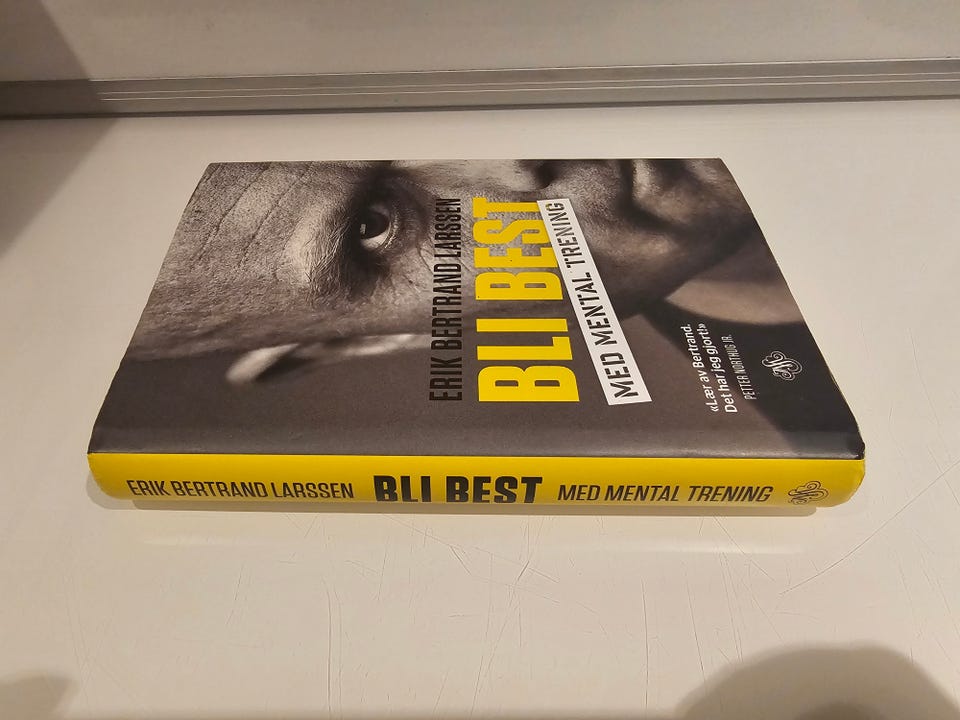 ERIK BERTRAND LARSSEN
BLI BEST
MED MENTAL TRENING
«Lær av Bertrand.
Det har jeg gjort!»
PETTER NORTHUG JR.
ERIK BERTRAND LARSSEN BLI BEST MED MENTAL TRENING